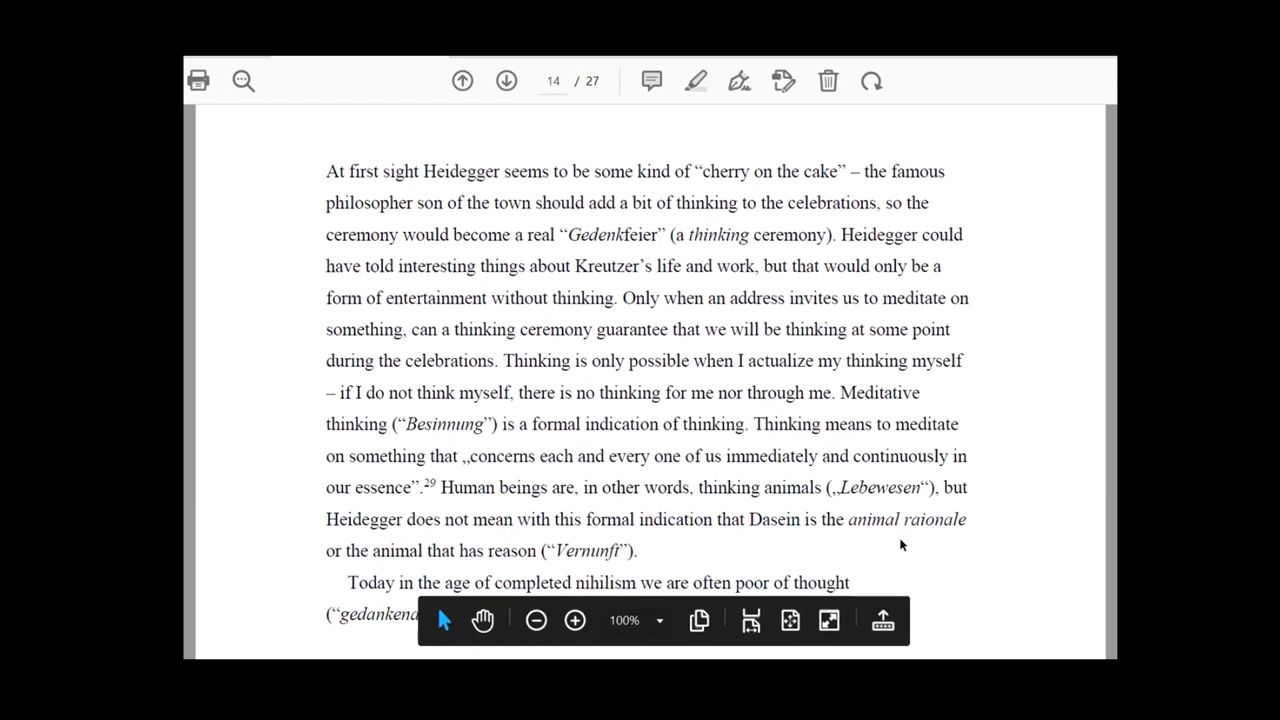 14 / 27
At first sight Heidegger seems to be some kind of “cherry on the cake” – the famous
philosopher son of the town should add a bit of thinking to the celebrations, so the
ceremony would become a real “Gedenkfeier” (a thinking ceremony). Heidegger could
have told interesting things about Kreutzer’s life and work, but that would only be a
form of entertainment without thinking. Only when an address invites us to meditate on
something, can a thinking ceremony guarantee that we will be thinking at some point
during the celebrations. Thinking is only possible when I actualize my thinking myself
– if I do not think myself, there is no thinking for me nor through me. Meditative
thinking (“Besinnung”) is a formal indication of thinking. Thinking means to meditate
on something that „concerns each and every one of us immediately and continuously in
our essence”.29 Human beings are, in other words, thinking animals („Lebewesen“), but
Heidegger does not mean with this formal indication that Dasein is the animal raionale
or the animal that has reason (“Vernunft”).
Today in the age of completed nihilism we are often poor of thought
(“gedankena
100%